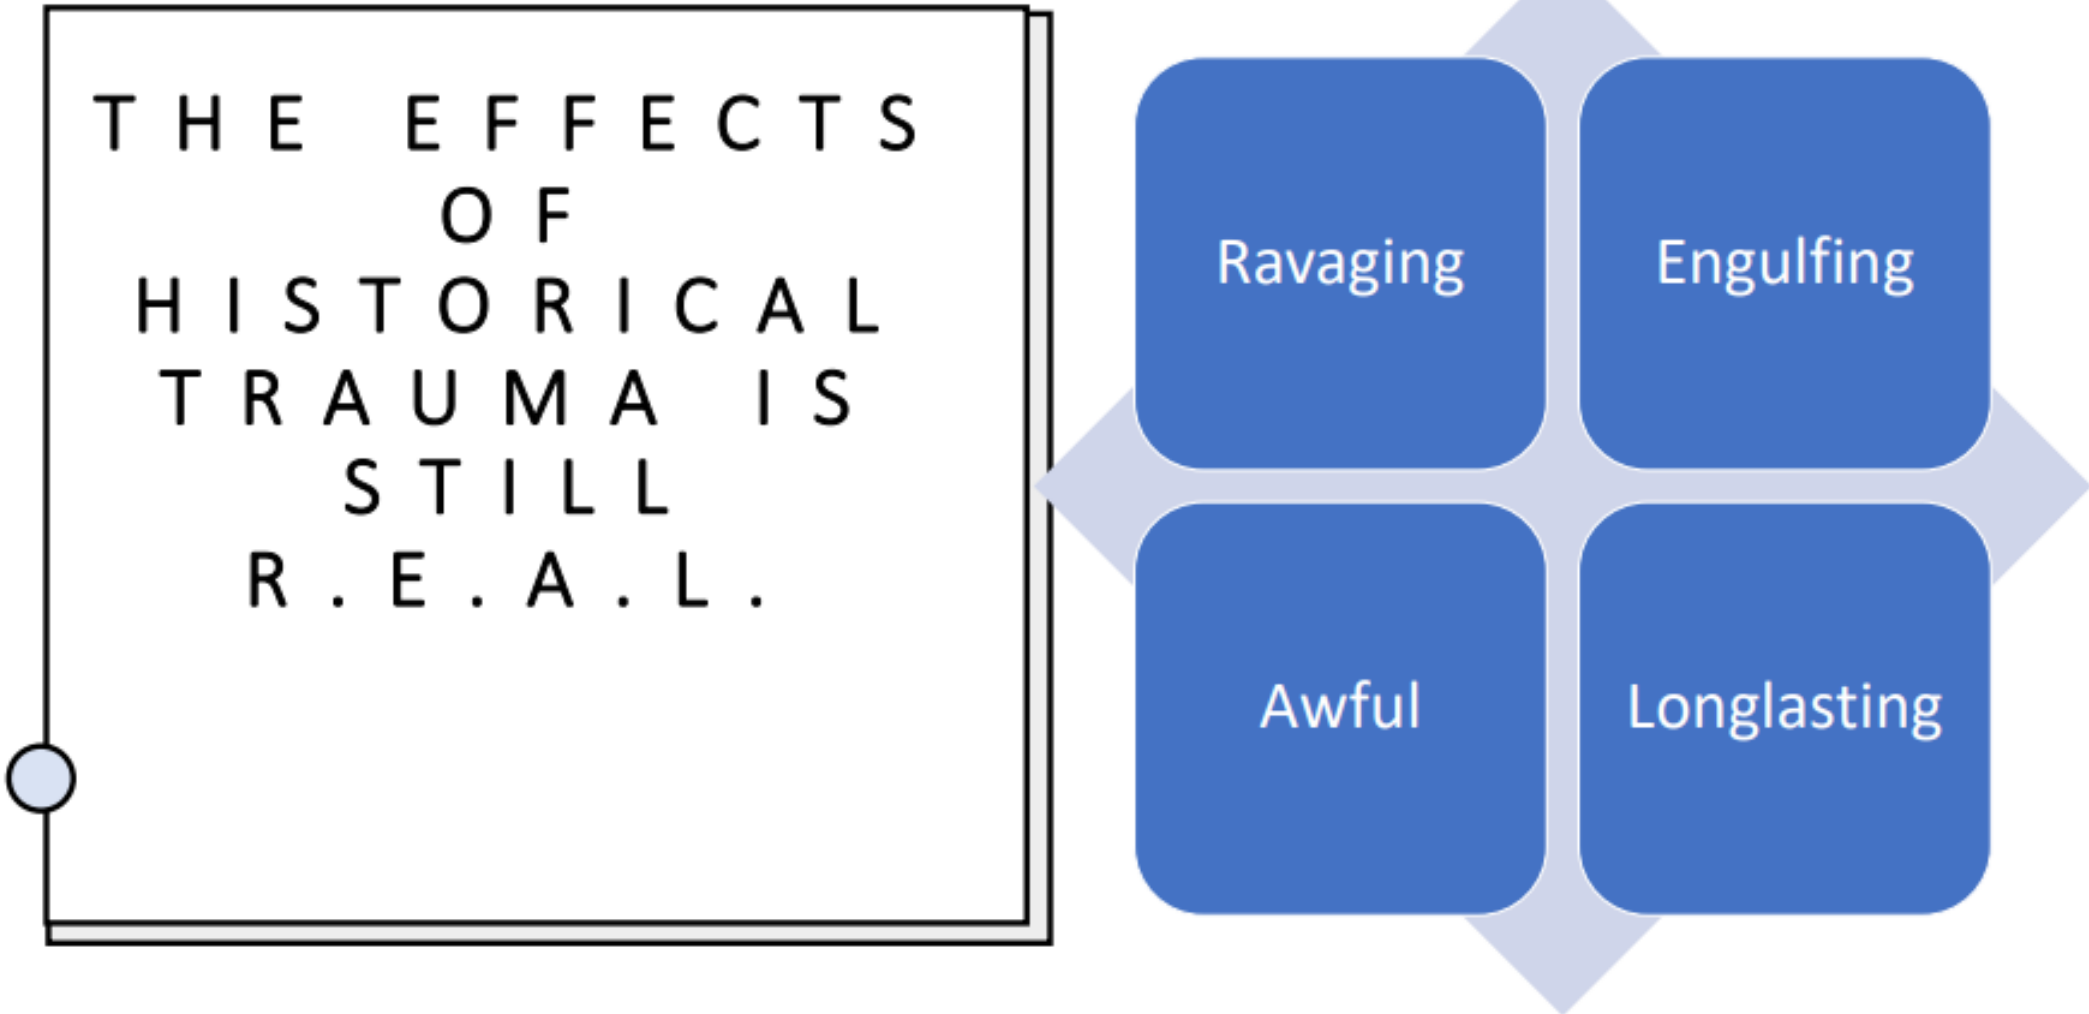 THE EFFECTS
OF
HISTORICAL
TRAUMA IS
STILL
R.E.A.L.
Ravaging
Engulfing
Awful
Longlasting